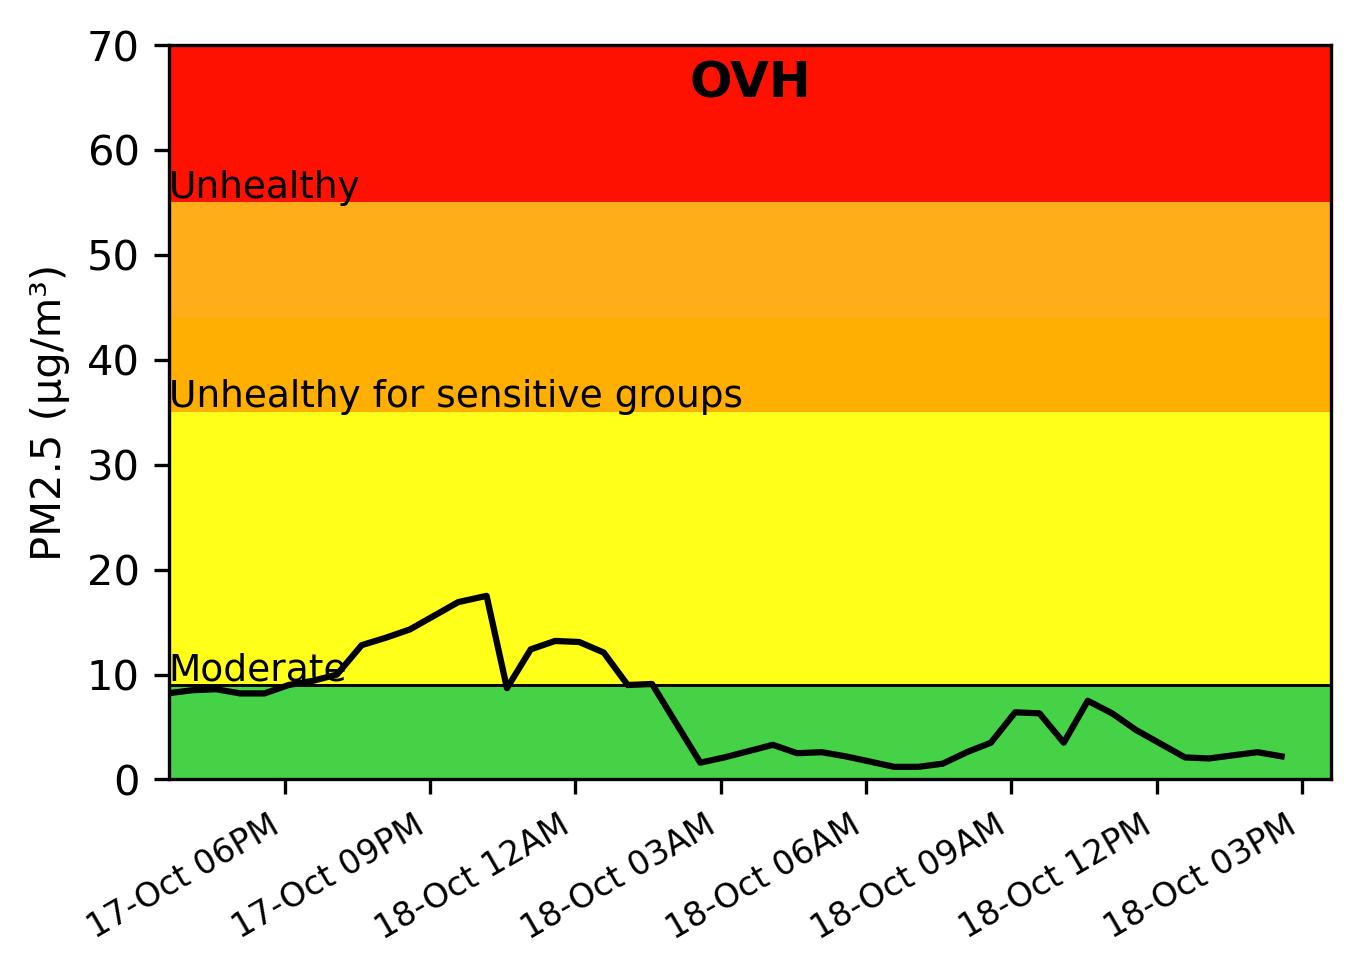 OVH
70
60
50
40
30
20
10
0
PM2.5 (µg/m³)
Unhealthy
Unhealthy for sensitive groups
Moderate
17-Oct 06PM
17-Oct 09PM
18-Oct 12AM
18-Oct 03AM
18-Oct 06AM
18-Oct 09AM
18-Oct 12PM
18-Oct 03PM